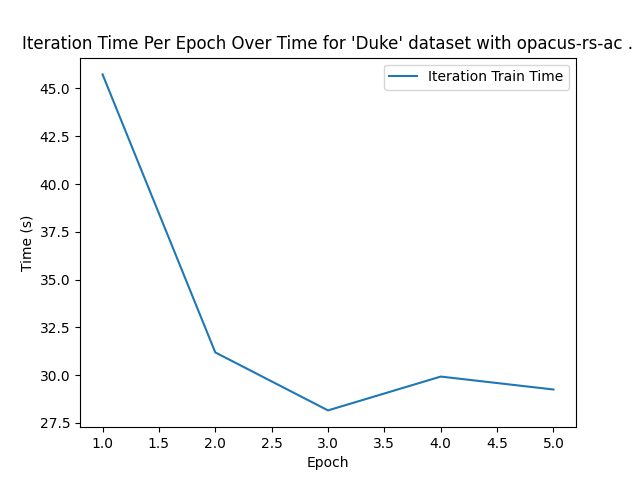 Iteration Time Per Epoch Over Time for 'Duke' dataset with opacus-rs-ac .
Iteration Train Time
45.0
42.5
40.0
37.5
35.0
32.5
30.0
27.5
Time (s)
1.0 1.5 2.0 2.5 3.0 3.5 4.0 4.5 5.0
Epoch